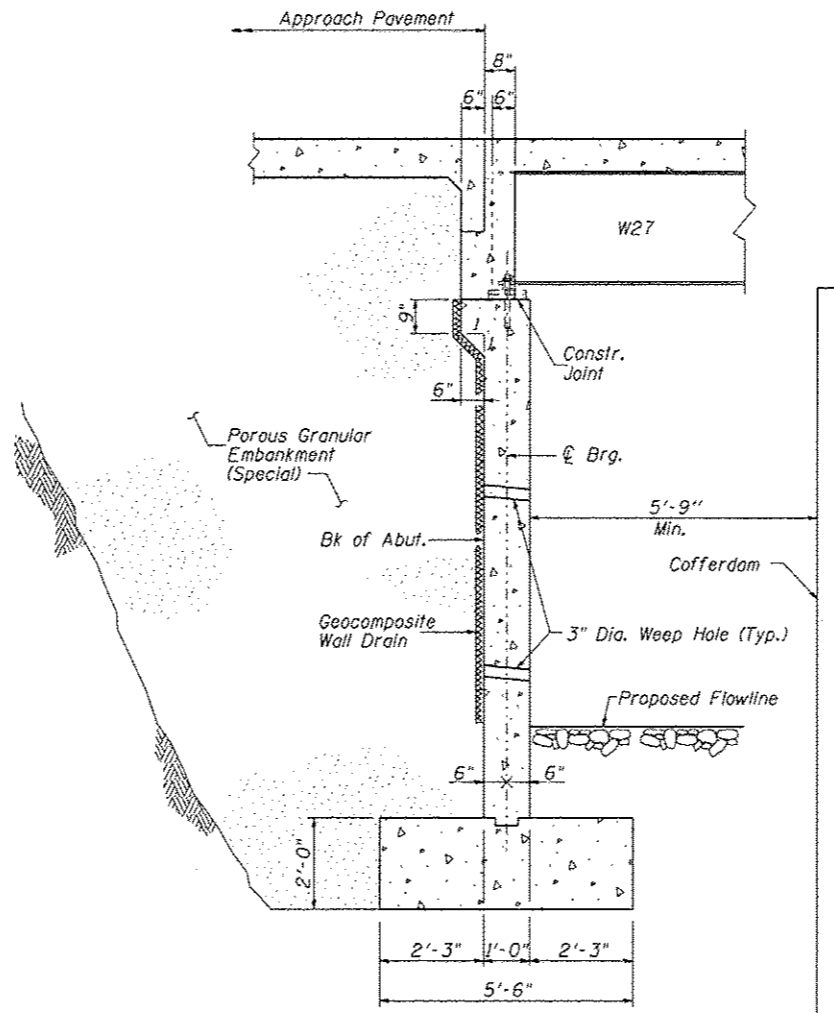 Approach Pavement
8"
6"
6"
W27
9"
1
1
Constr.
Joint
6"
Porous Granular
Embankment
(Special)
℄ Brg.
5'-9"
Min.
Bk of Abut.
Cofferdam
Geocomposite
Wall Drain
3" Dia. Weep Hole (Typ.)
Proposed Flowline
6"
6"
2'-0"
2'-3"
1'-0"
2'-3"
5'-6"